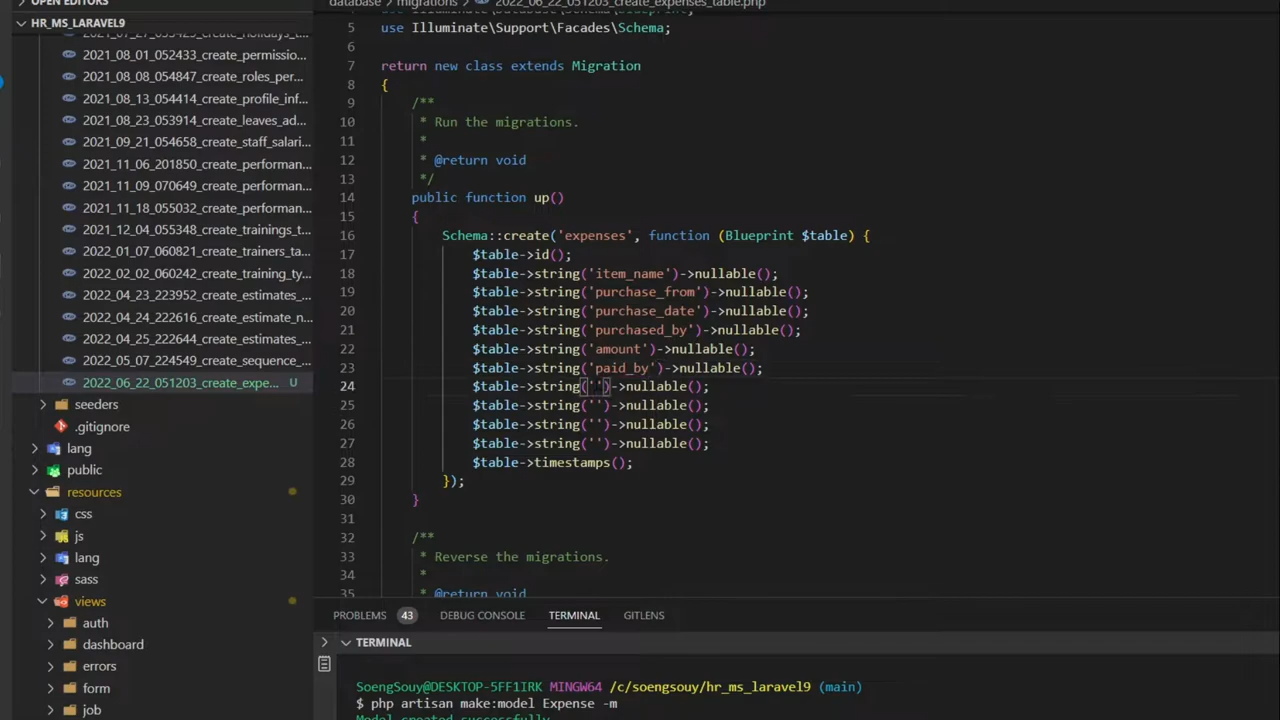 OPEN EDITORS
HR_MS_LARAVEL9
2021_08_01_052433_create_permissio...
2021_08_08_054847_create_roles_per...
2021_08_13_054414_create_profile_inf...
2021_08_23_053914_create_leaves_ad...
2021_09_21_054658_create_staff_salari...
2021_11_06_201850_create_performan...
2021_11_09_070649_create_performan...
2021_11_18_055032_create_performan...
2021_12_04_055348_create_trainings_t...
2022_01_07_060821_create_trainers_ta...
2022_02_02_060242_create_training_ty...
2022_04_23_223952_create_estimates_...
2022_04_24_222616_create_estimate_n...
2022_04_25_222644_create_estimates_...
2022_05_07_224549_create_sequence_...
2022_06_22_051203_create_expe... U
seeders
.gitignore
lang
public
resources
css
js
lang
sass
views
auth
dashboard
errors
form
job
database > migrations > 2022_06_22_051203_create_expenses_table.php
5 use Illuminate\Support\Facades\Schema;
6
7 return new class extends Migration
8 {
9 /**
10 * Run the migrations.
11 *
12 * @return void
13 */
14 public function up()
15 {
16 Schema::create('expenses', function (Blueprint $table) {
17 $table->id();
18 $table->string('item_name')->nullable();
19 $table->string('purchase_from')->nullable();
20 $table->string('purchase_date')->nullable();
21 $table->string('purchased_by')->nullable();
22 $table->string('amount')->nullable();
23 $table->string('paid_by')->nullable();
24 $table->string('')->nullable();
25 $table->string('')->nullable();
26 $table->string('')->nullable();
27 $table->string('')->nullable();
28 $table->timestamps();
29 });
30 }
31
32 /**
33 * Reverse the migrations.
34 *
35 * @return void
PROBLEMS 43 DEBUG CONSOLE TERMINAL GITLENS
TERMINAL
SoengSouy@DESKTOP-5FF1IRK MINGW64 /c/soengsouy/hr_ms_laravel9 (main)
$ php artisan make:model Expense -m
Model created successfully